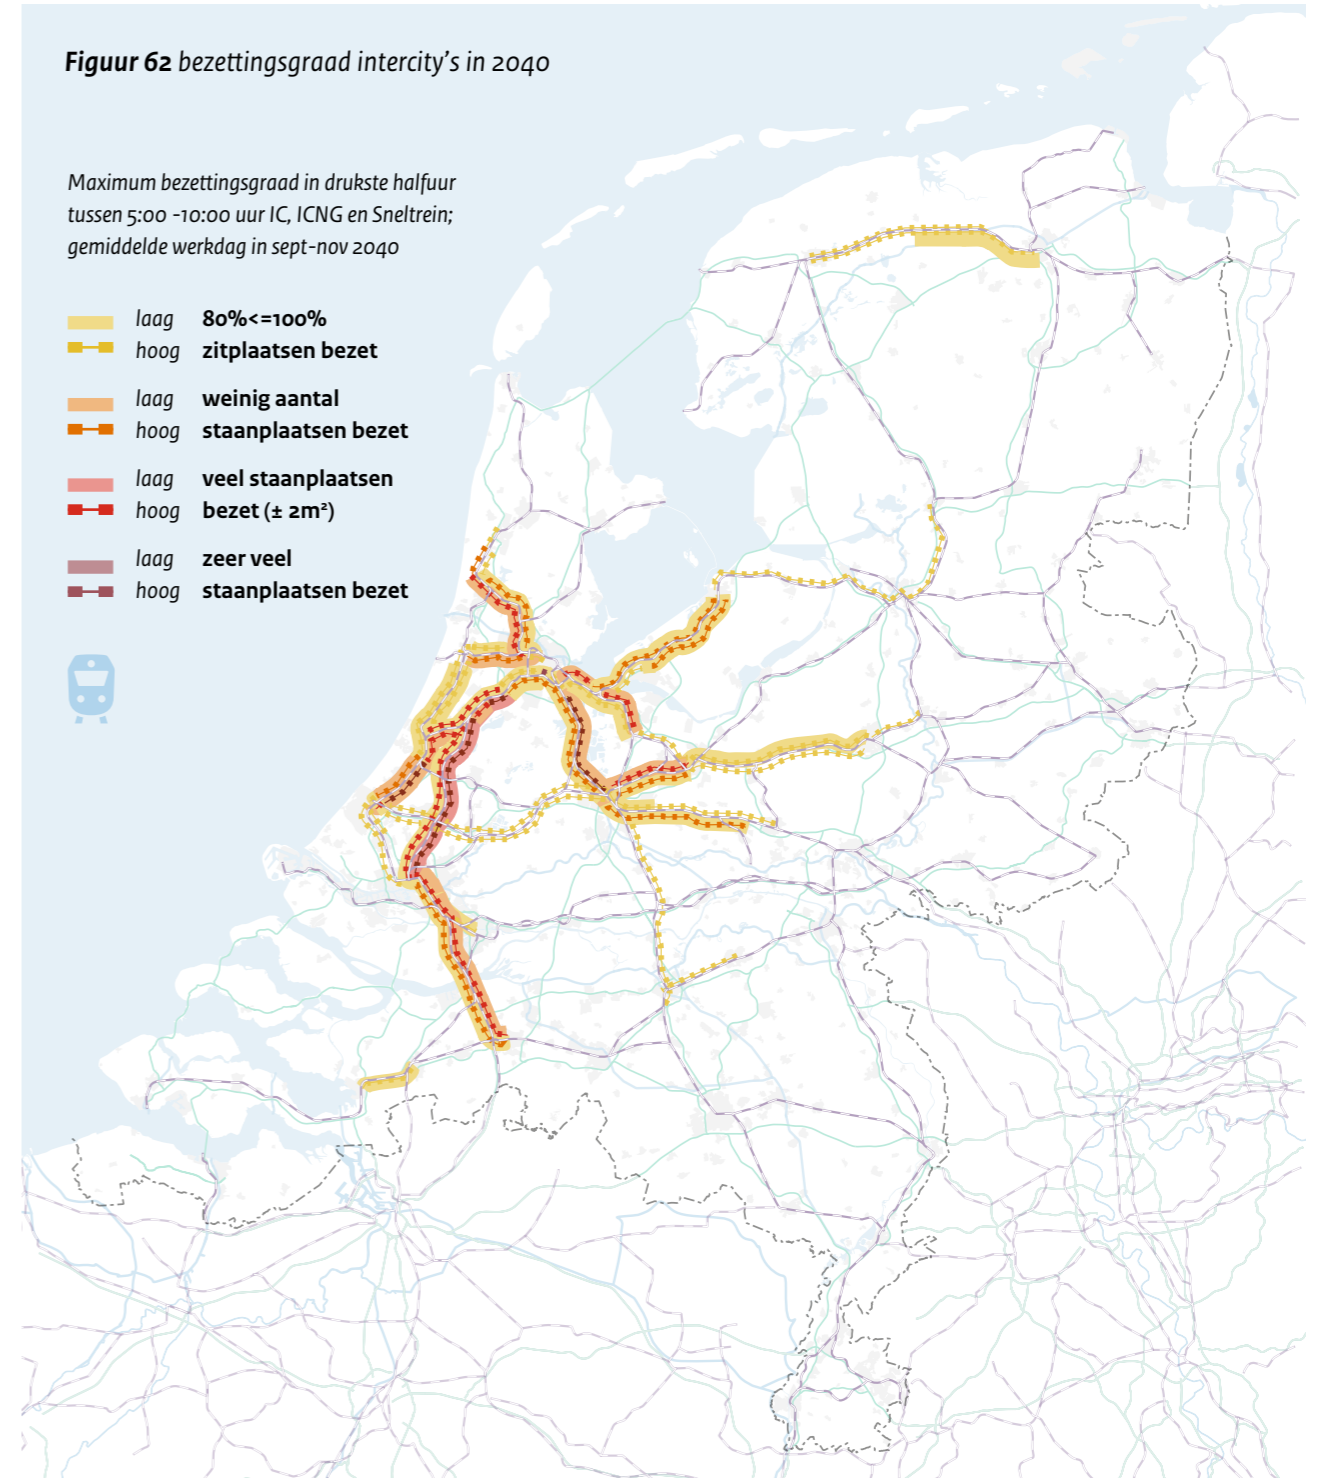 Figuur 62 bezettingsgraad intercity’s in 2040
Maximum bezettingsgraad in drukste halfuur
tussen 5:00 -10:00 uur IC, ICNG en Sneltrein;
gemiddelde werkdag in sept-nov 2040
laag 80%<=100%
hoog zitplaatsen bezet
laag weinig aantal
hoog staanplaatsen bezet
laag veel staanplaatsen
hoog bezet (± 2m²)
laag zeer veel
hoog staanplaatsen bezet